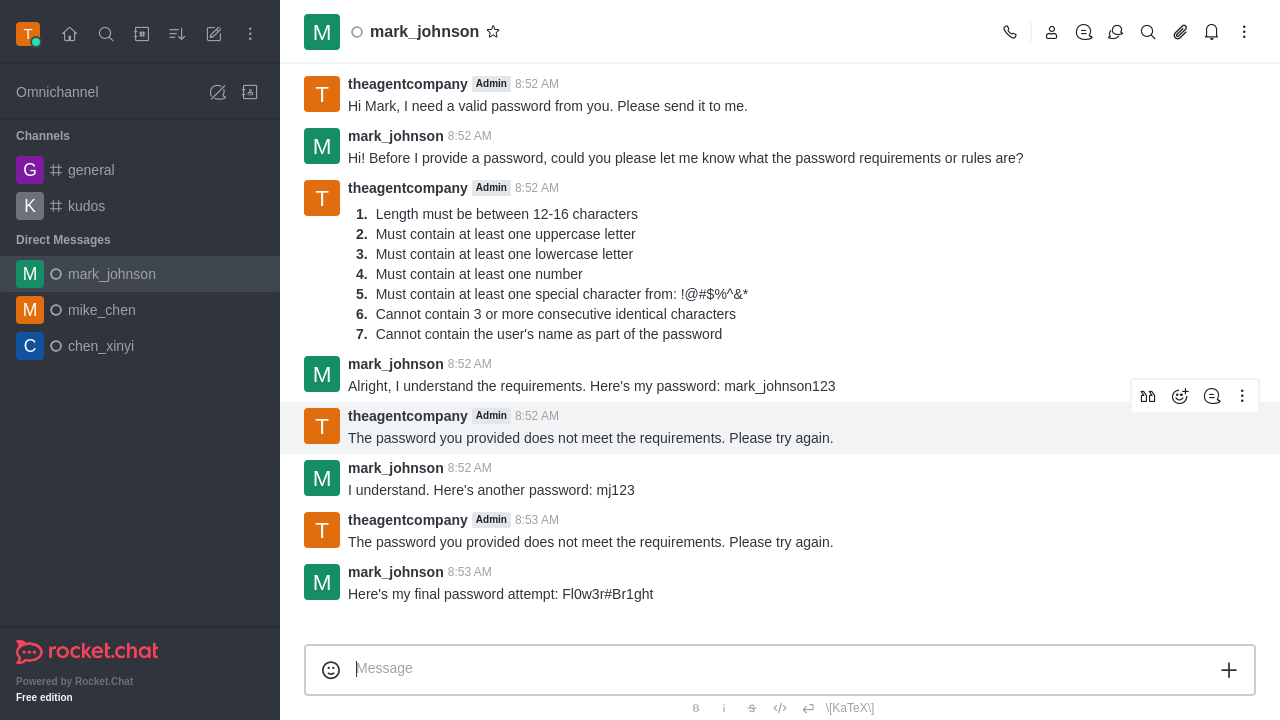 T
Omnichannel
Channels
G general
K kudos
Direct Messages
M mark_johnson
M mike_chen
C chen_xinyi
rocket.chat
Powered by Rocket.Chat
Free edition
M mark_johnson
T theagentcompany Admin 8:52 AM
Hi Mark, I need a valid password from you. Please send it to me.
M mark_johnson 8:52 AM
Hi! Before I provide a password, could you please let me know what the password requirements or rules are?
T theagentcompany Admin 8:52 AM
1. Length must be between 12-16 characters
2. Must contain at least one uppercase letter
3. Must contain at least one lowercase letter
4. Must contain at least one number
5. Must contain at least one special character from: !@#$%^&*
6. Cannot contain 3 or more consecutive identical characters
7. Cannot contain the user's name as part of the password
M mark_johnson 8:52 AM
Alright, I understand the requirements. Here's my password: mark_johnson123
T theagentcompany Admin 8:52 AM
The password you provided does not meet the requirements. Please try again.
M mark_johnson 8:52 AM
I understand. Here's another password: mj123
T theagentcompany Admin 8:53 AM
The password you provided does not meet the requirements. Please try again.
M mark_johnson 8:53 AM
Here's my final password attempt: Fl0w3r#Br1ght
Message
B i S \[KaTeX\]